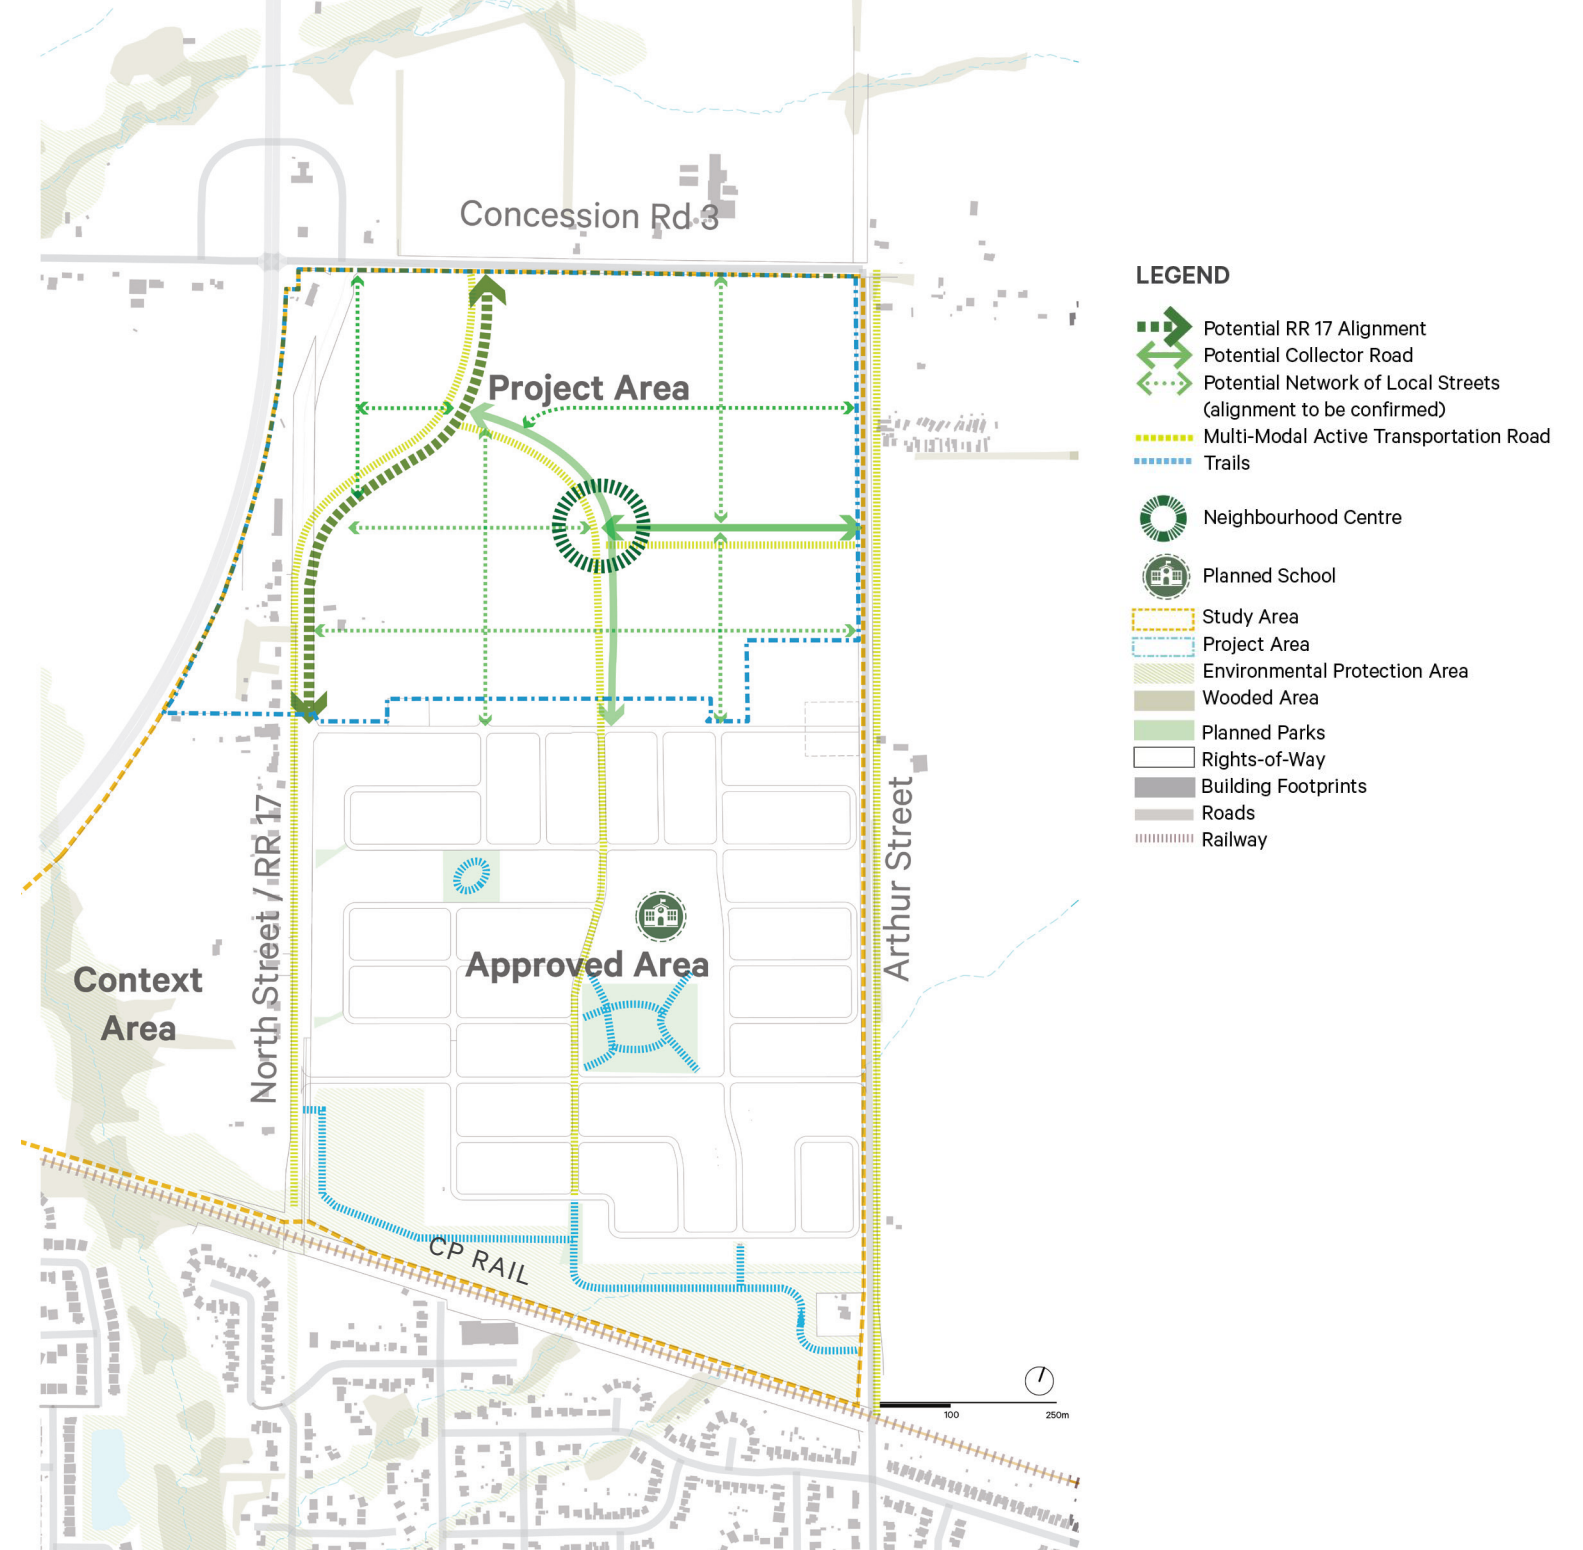 Concession Rd 3
Project Area
North Street / RR 17
Arthur Street
Approved Area
Context
Area
CP RAIL
100
250m
LEGEND
Potential RR 17 Alignment
Potential Collector Road
Potential Network of Local Streets
(alignment to be confirmed)
Multi-Modal Active Transportation Road
Trails
Neighbourhood Centre
Planned School
Study Area
Project Area
Environmental Protection Area
Wooded Area
Planned Parks
Rights-of-Way
Building Footprints
Roads
Railway